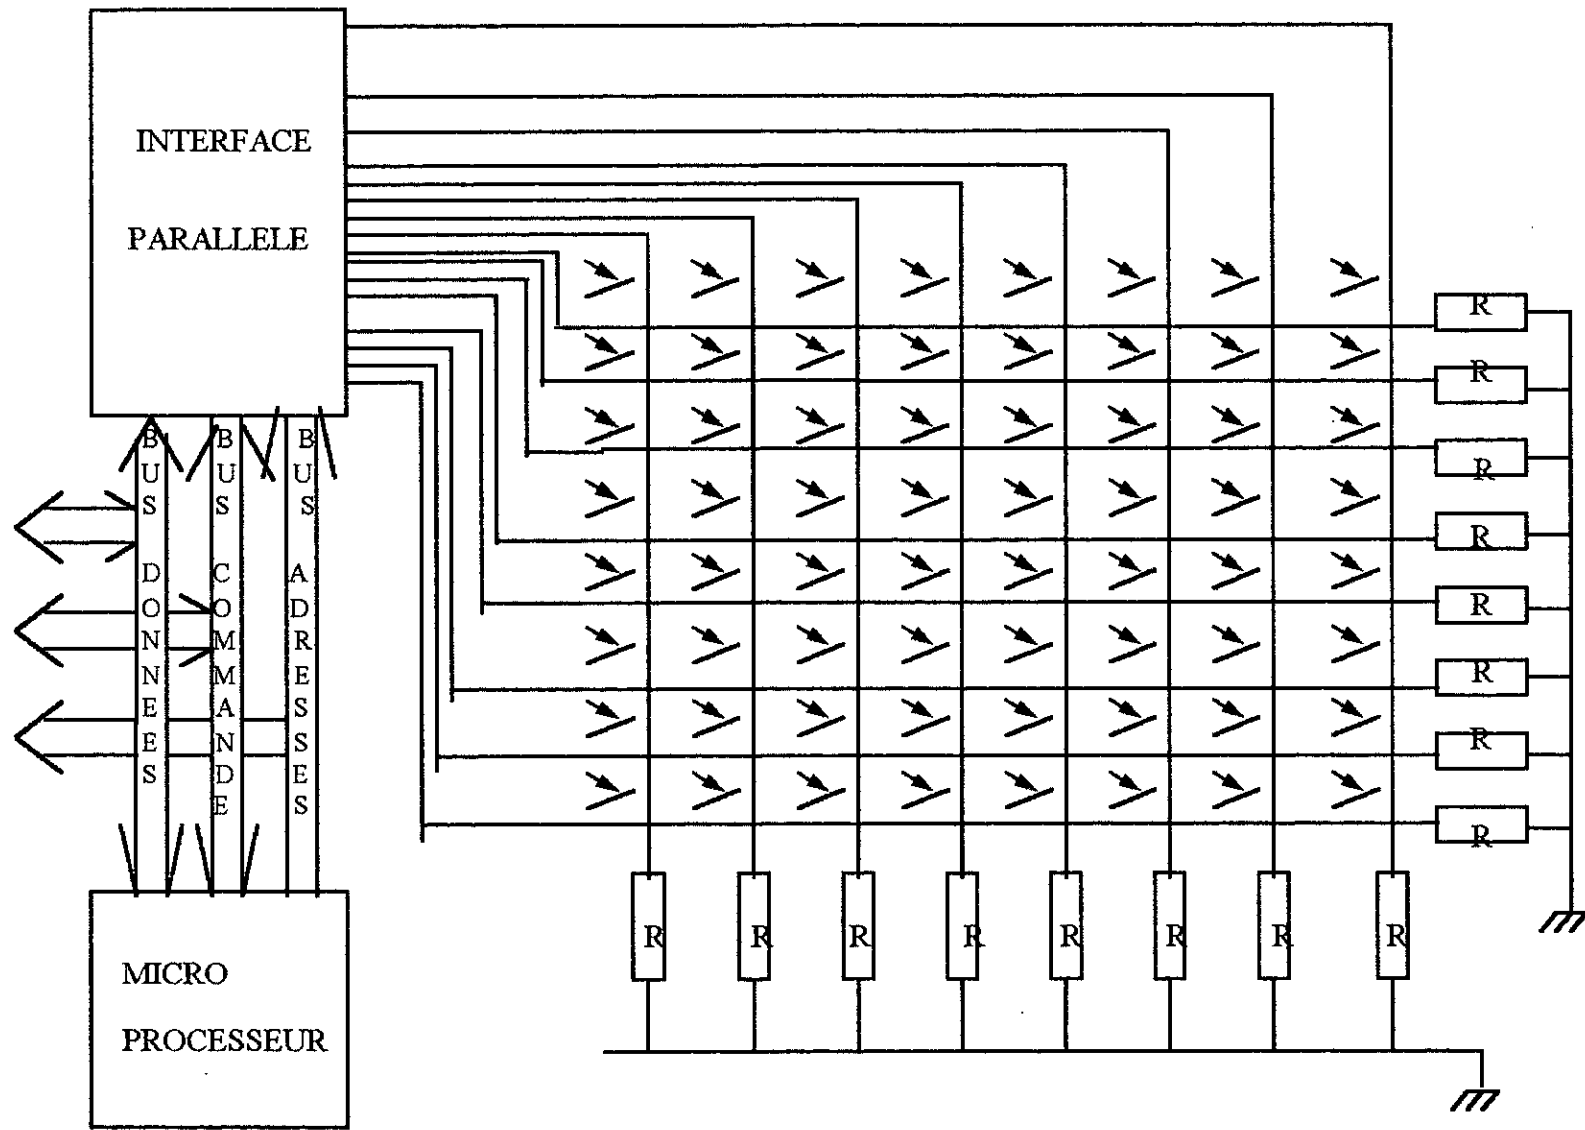 INTERFACE
PARALLELE
BUS DONNEES
BUS COMMANDE
BUS ADRESSES
MICRO
PROCESSEUR
R
R
R
R
R
R
R
R
R R R R R R R R